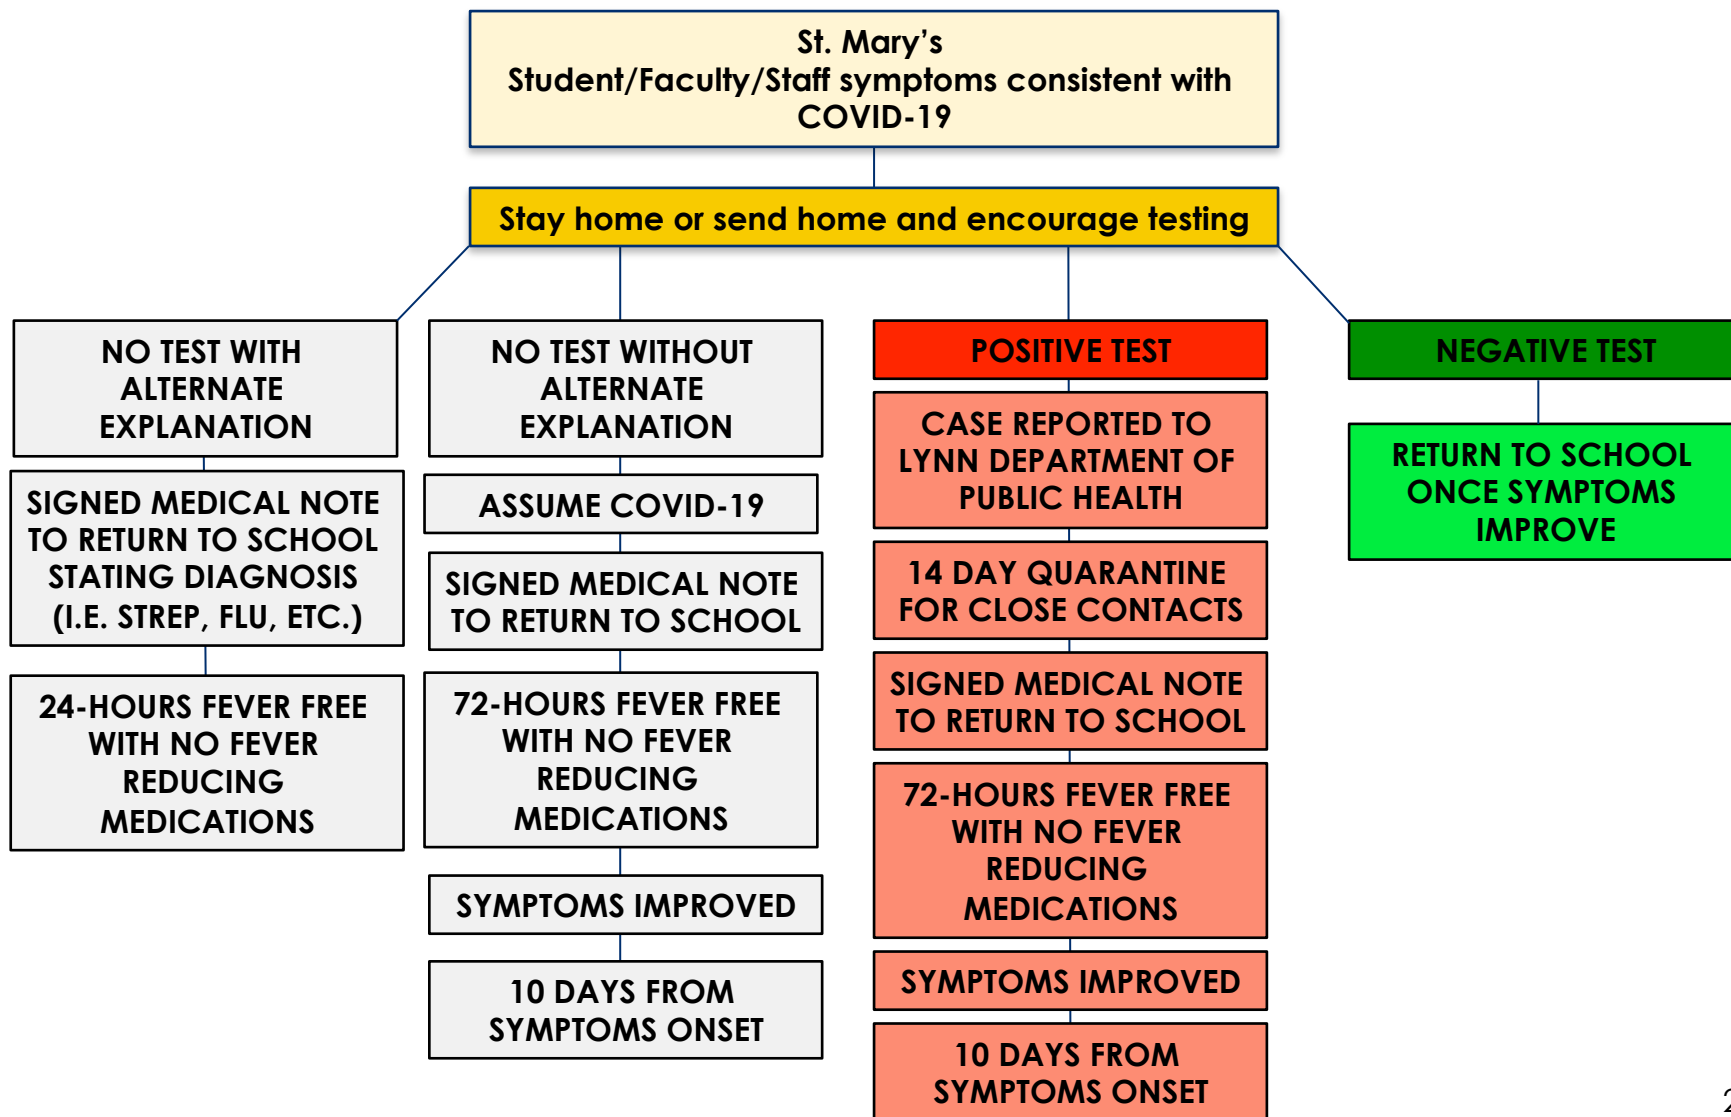 St. Mary’s
Student/Faculty/Staff symptoms consistent with
COVID-19
Stay home or send home and encourage testing
NO TEST WITH
ALTERNATE
EXPLANATION
SIGNED MEDICAL NOTE
TO RETURN TO SCHOOL
STATING DIAGNOSIS
(I.E. STREP, FLU, ETC.)
24-HOURS FEVER FREE
WITH NO FEVER
REDUCING
MEDICATIONS
NO TEST WITHOUT
ALTERNATE
EXPLANATION
ASSUME COVID-19
SIGNED MEDICAL NOTE
TO RETURN TO SCHOOL
72-HOURS FEVER FREE
WITH NO FEVER
REDUCING
MEDICATIONS
SYMPTOMS IMPROVED
10 DAYS FROM
SYMPTOMS ONSET
POSITIVE TEST
CASE REPORTED TO
LYNN DEPARTMENT OF
PUBLIC HEALTH
14 DAY QUARANTINE
FOR CLOSE CONTACTS
SIGNED MEDICAL NOTE
TO RETURN TO SCHOOL
72-HOURS FEVER FREE
WITH NO FEVER
REDUCING
MEDICATIONS
SYMPTOMS IMPROVED
10 DAYS FROM
SYMPTOMS ONSET
NEGATIVE TEST
RETURN TO SCHOOL
ONCE SYMPTOMS
IMPROVE